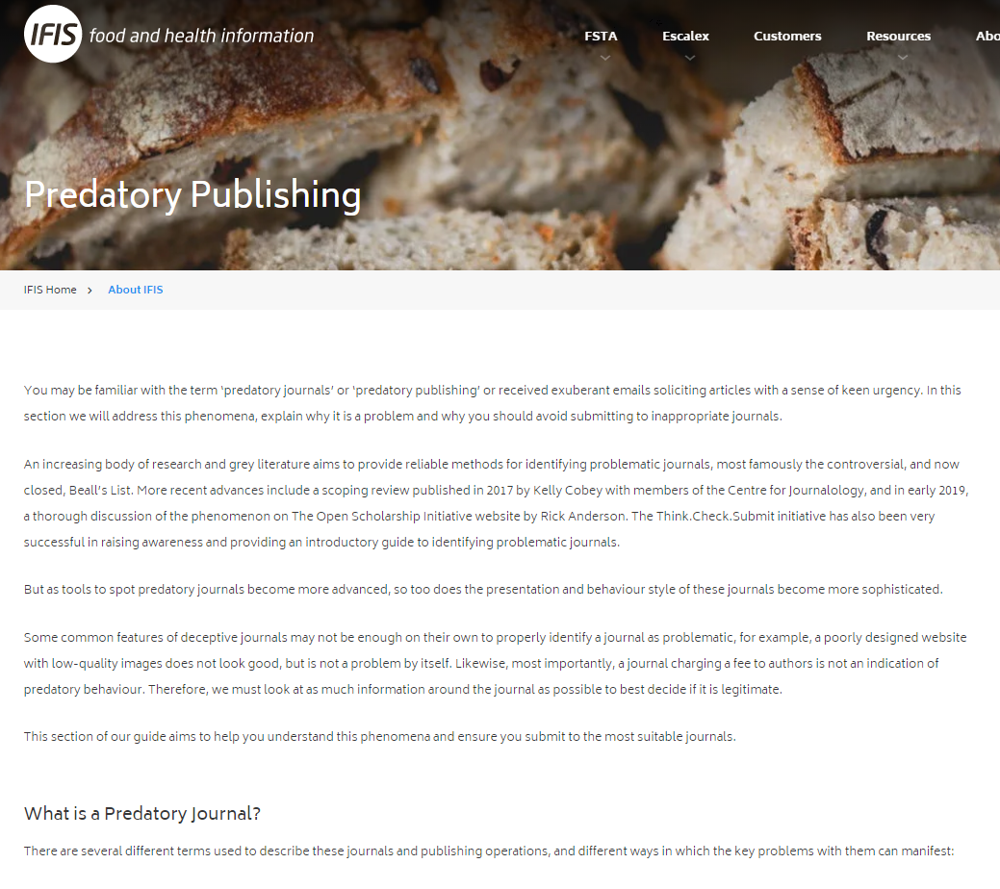 IFIS food and health information
FSTA Escalex Customers Resources Abo
Predatory Publishing
IFIS Home > About IFIS
You may be familiar with the term ‘predatory journals’ or ‘predatory publishing’ or received exuberant emails soliciting articles with a sense of keen urgency. In this
section we will address this phenomena, explain why it is a problem and why you should avoid submitting to inappropriate journals.
An increasing body of research and grey literature aims to provide reliable methods for identifying problematic journals, most famously the controversial, and now
closed, Beall’s List. More recent advances include a scoping review published in 2017 by Kelly Cobey with members of the Centre for Journalology, and in early 2019,
a thorough discussion of the phenomenon on The Open Scholarship Initiative website by Rick Anderson. The Think.Check.Submit initiative has also been very
successful in raising awareness and providing an introductory guide to identifying problematic journals.
But as tools to spot predatory journals become more advanced, so too does the presentation and behaviour style of these journals become more sophisticated.
Some common features of deceptive journals may not be enough on their own to properly identify a journal as problematic, for example, a poorly designed website
with low-quality images does not look good, but is not a problem by itself. Likewise, most importantly, a journal charging a fee to authors is not an indication of
predatory behaviour. Therefore, we must look at as much information around the journal as possible to best decide if it is legitimate.
This section of our guide aims to help you understand this phenomena and ensure you submit to the most suitable journals.
What is a Predatory Journal?
There are several different terms used to describe these journals and publishing operations, and different ways in which the key problems with them can manifest: